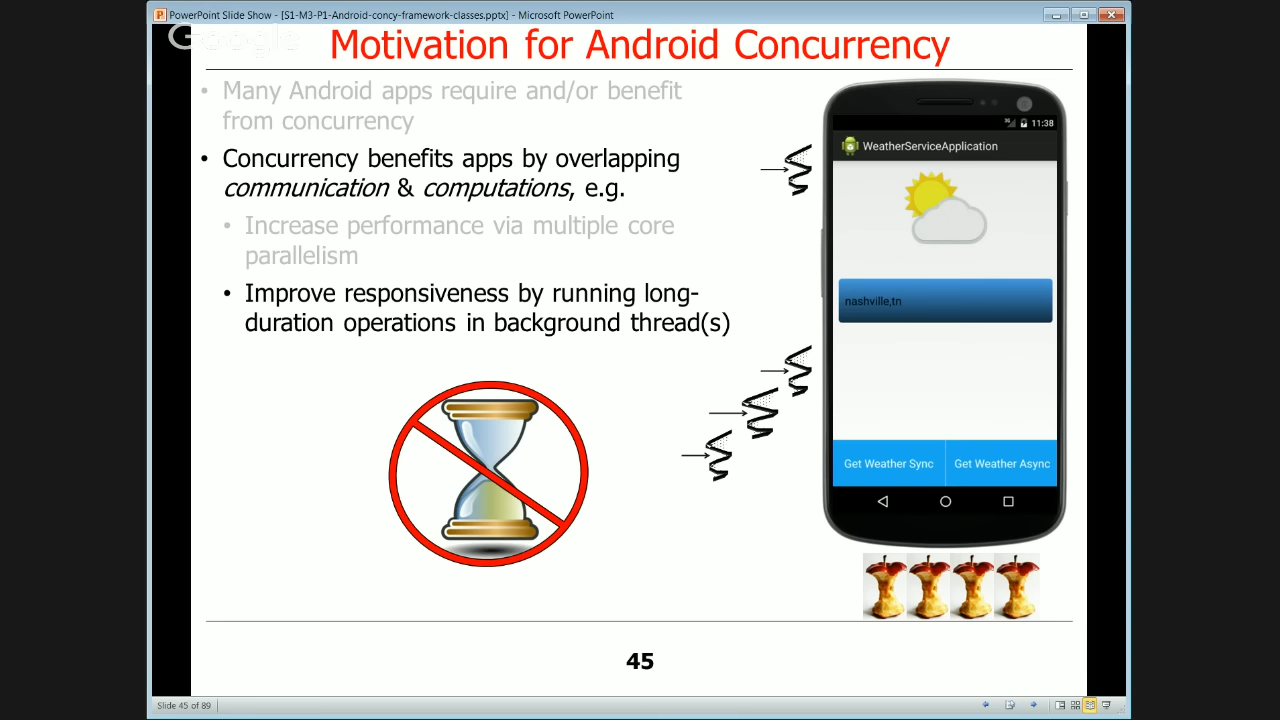 PowerPoint Slide Show - [S1-M3-P1-Android-concy-framework-classes.pptx] - Microsoft PowerPoint
Google
Motivation for Android Concurrency
• Many Android apps require and/or benefit
from concurrency
• Concurrency benefits apps by overlapping
communication & computations, e.g.
• Increase performance via multiple core
parallelism
• Improve responsiveness by running long-
duration operations in background thread(s)
3G 11:38
WeatherServiceApplication
nashville,tn
Get Weather Sync Get Weather Async
45
Slide 45 of 89